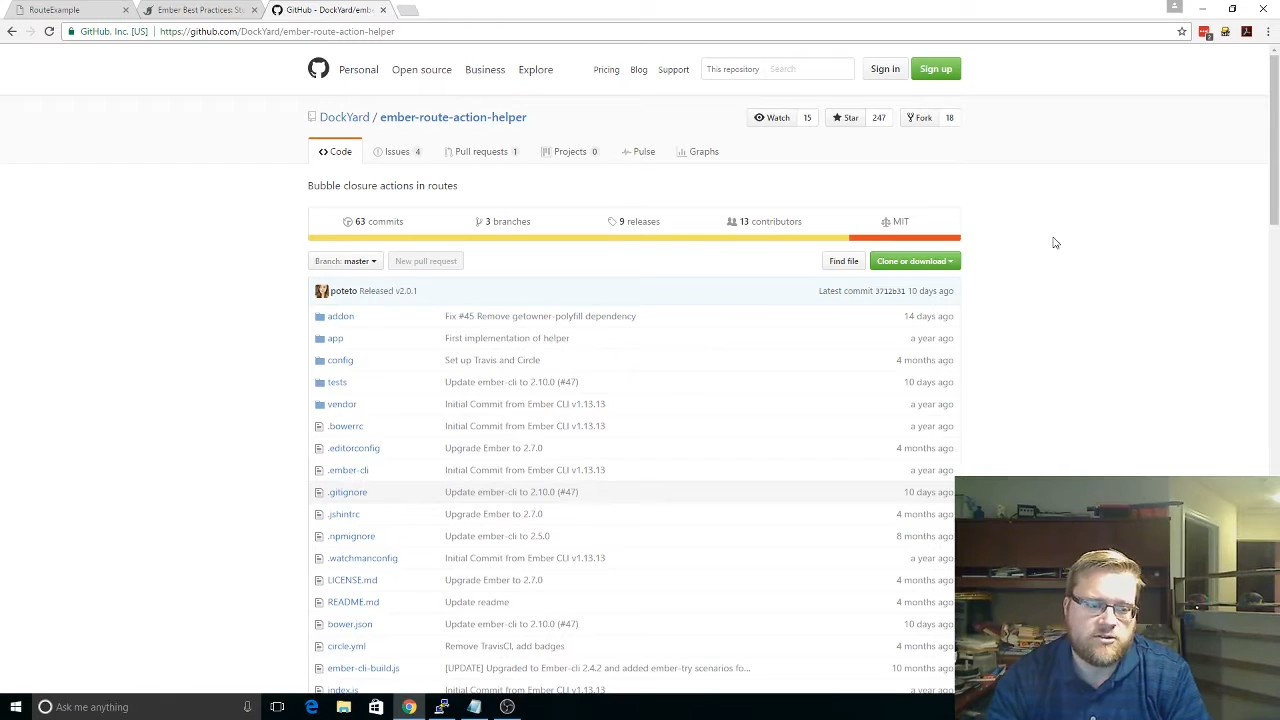 RouteExample
Ember Best Practices: St
GitHub - DockYard/emb
GitHub, Inc. [US] https://github.com/DockYard/ember-route-action-helper
Personal Open source Business Explore Pricing Blog Support This repository Search Sign in Sign up
DockYard / ember-route-action-helper Watch 15 Star 247 Fork 18
Code Issues 4 Pull requests 1 Projects 0 Pulse Graphs
Bubble closure actions in routes
63 commits 3 branches 9 releases 13 contributors MIT
Branch: master New pull request Find file Clone or download
poteto Released v2.0.1 Latest commit 3712b31 10 days ago
addon Fix #45 Remove getowner-polyfill dependency 14 days ago
app First implementation of helper a year ago
config Set up Travis and Circle 4 months ago
tests Update ember-cli to 2.10.0 (#47) 10 days ago
vendor Initial Commit from Ember CLI v1.13.13 a year ago
.bowerrc Initial Commit from Ember CLI v1.13.13 a year ago
.editorconfig Upgrade Ember to 2.7.0 4 months ago
.ember-cli Initial Commit from Ember CLI v1.13.13 a year ago
.gitignore Update ember-cli to 2.10.0 (#47) 10 days ago
.jshintrc Upgrade Ember to 2.7.0 4 months ago
.npmignore Update ember-cli to 2.5.0 8 months ago
.watchmanconfig Initial Commit from Ember CLI v1.13.13 a year ago
LICENSE.md Upgrade Ember to 2.7.0 4 months ago
README.md Update readme 4 months ago
bower.json Update ember-cli to 2.10.0 (#47) 10 days ago
circle.yml Remove TravisCI, add badges 4 months ago
ember-cli-build.js [UPDATE] Upgraded to Ember-cli 2.4.2 and added ember-try scenarios fo... 10 months ago
index.js Initial Commit from Ember CLI v1.13.13 a year ago
Ask me anything